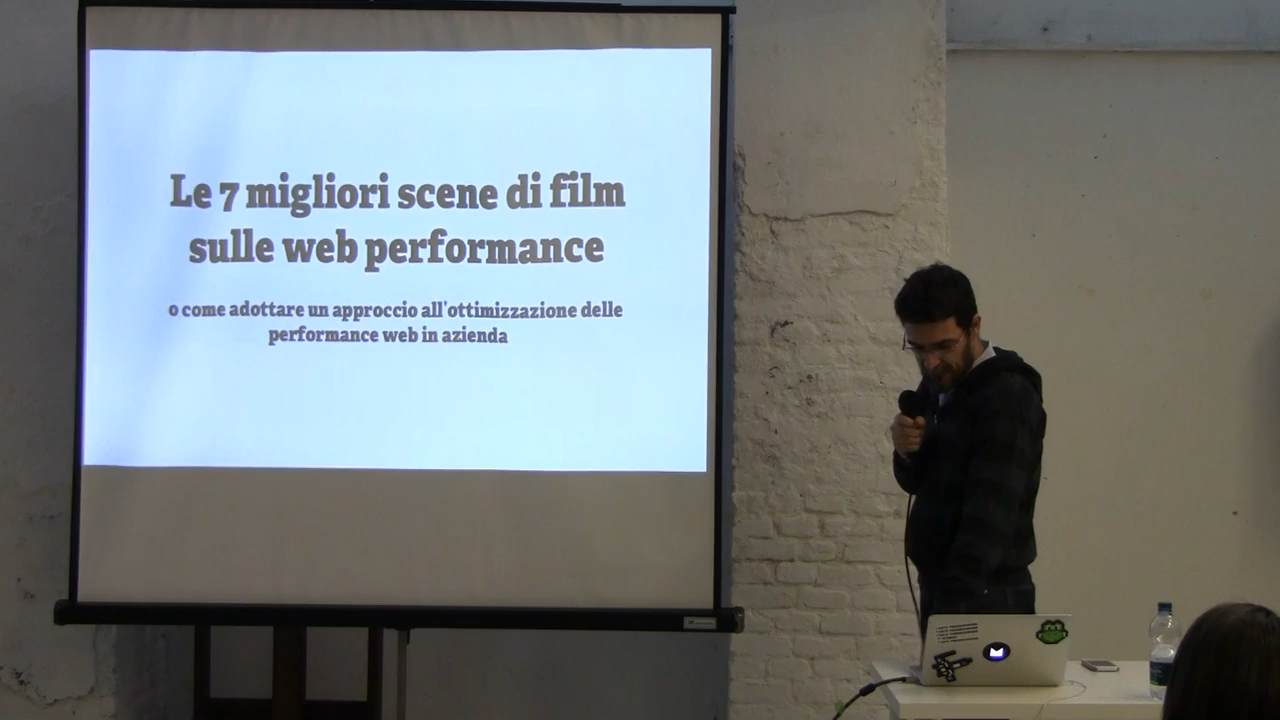 Le 7 migliori scene di film
sulle web performance
o come adottare un approccio all'ottimizzazione delle
performance web in azienda